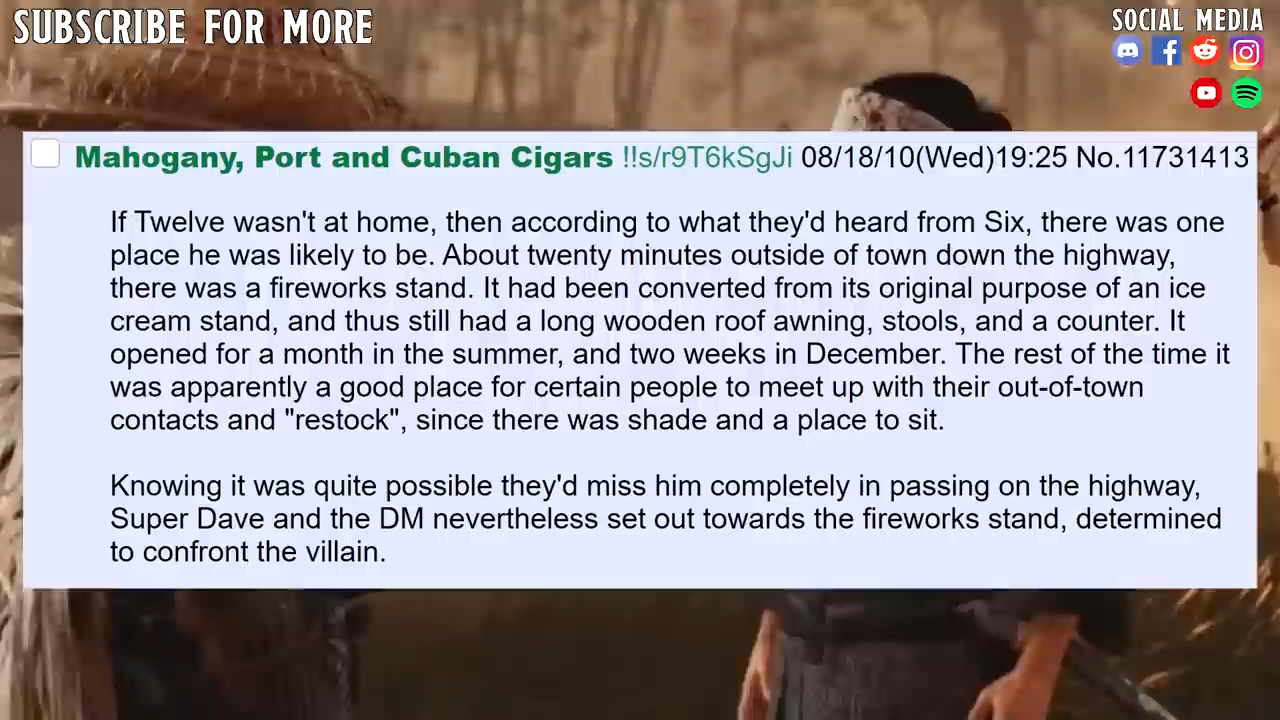 SUBSCRIBE FOR MORE
SOCIAL MEDIA
Mahogany, Port and Cuban Cigars !!s/r9T6kSgJi 08/18/10(Wed)19:25 No.11731413
If Twelve wasn't at home, then according to what they'd heard from Six, there was one
place he was likely to be. About twenty minutes outside of town down the highway,
there was a fireworks stand. It had been converted from its original purpose of an ice
cream stand, and thus still had a long wooden roof awning, stools, and a counter. It
opened for a month in the summer, and two weeks in December. The rest of the time it
was apparently a good place for certain people to meet up with their out-of-town
contacts and "restock", since there was shade and a place to sit.
Knowing it was quite possible they'd miss him completely in passing on the highway,
Super Dave and the DM nevertheless set out towards the fireworks stand, determined
to confront the villain.